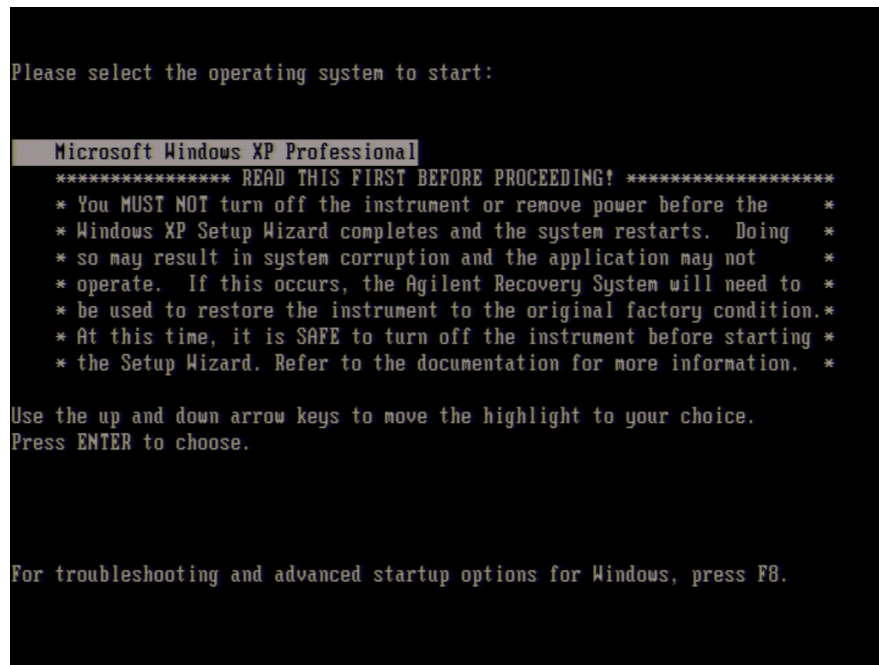 Please select the operating system to start:
Microsoft Windows XP Professional
***************** READ THIS FIRST BEFORE PROCEEDING! *******************
* You MUST NOT turn off the instrument or remove power before the *
* Windows XP Setup Wizard completes and the system restarts. Doing *
* so may result in system corruption and the application may not *
* operate. If this occurs, the Agilent Recovery System will need to *
* be used to restore the instrument to the original factory condition.*
* At this time, it is SAFE to turn off the instrument before starting *
* the Setup Wizard. Refer to the documentation for more information. *
Use the up and down arrow keys to move the highlight to your choice.
Press ENTER to choose.
For troubleshooting and advanced startup options for Windows, press F8.